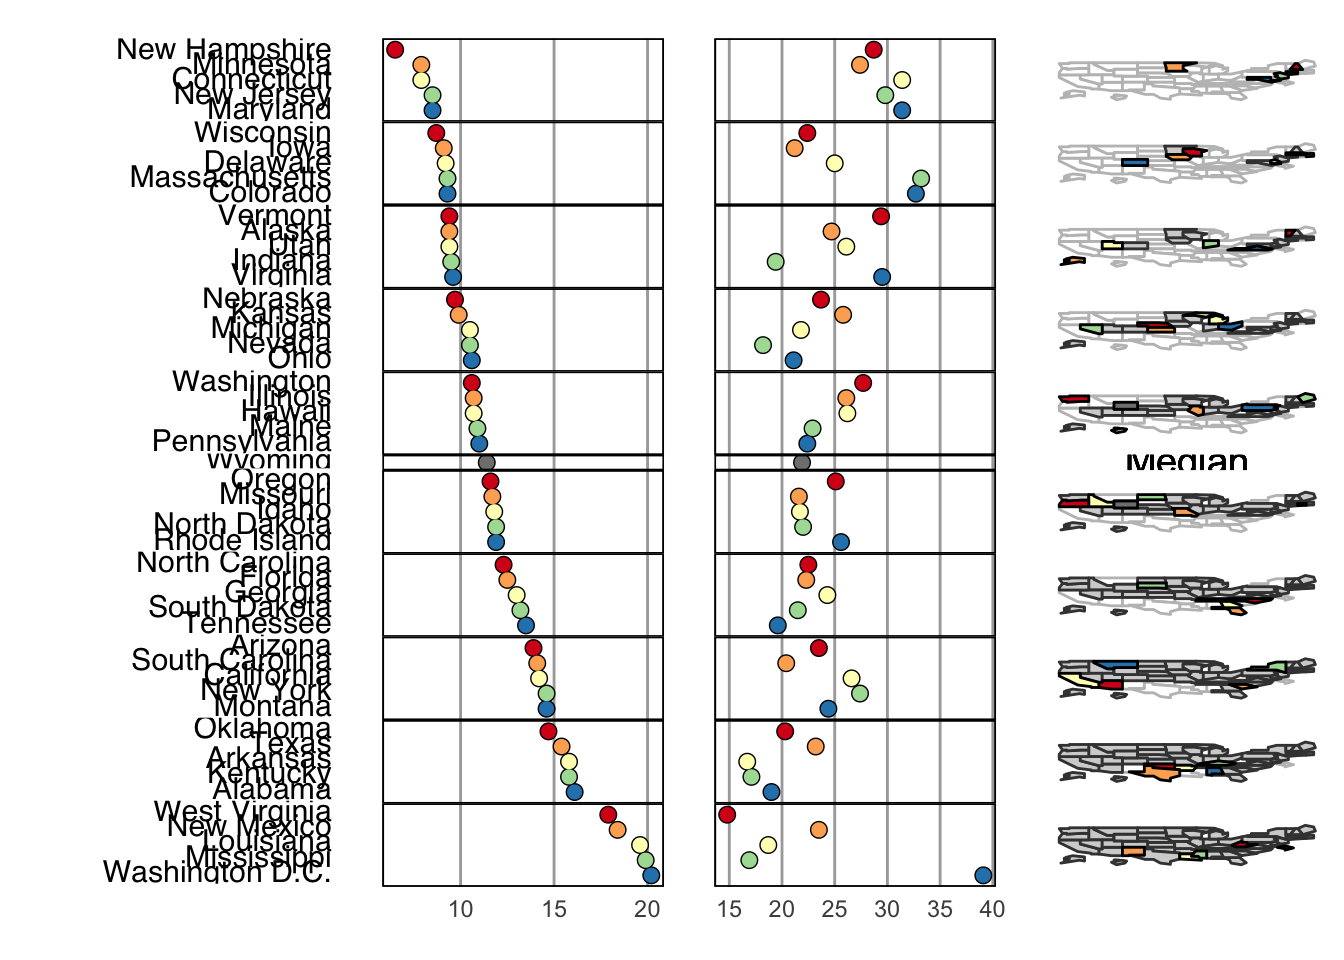 New Hampshire
Minnesota
Connecticut
New Jersey
Maryland
Wisconsin
Iowa
Delaware
Massachusetts
Colorado
Vermont
Alaska
Utah
Indiana
Virginia
Nebraska
Kansas
Michigan
Nevada
Ohio
Washington
Illinois
Hawaii
Maine
Pennsylvania
Wyoming
Median
Oregon
Missouri
Idaho
North Dakota
Rhode Island
North Carolina
Florida
Georgia
South Dakota
Tennessee
Arizona
South Carolina
California
New York
Montana
Oklahoma
Texas
Arkansas
Kentucky
Alabama
West Virginia
New Mexico
Louisiana
Mississippi
Washington D.C.
10 15 20 15 20 25 30 35 40